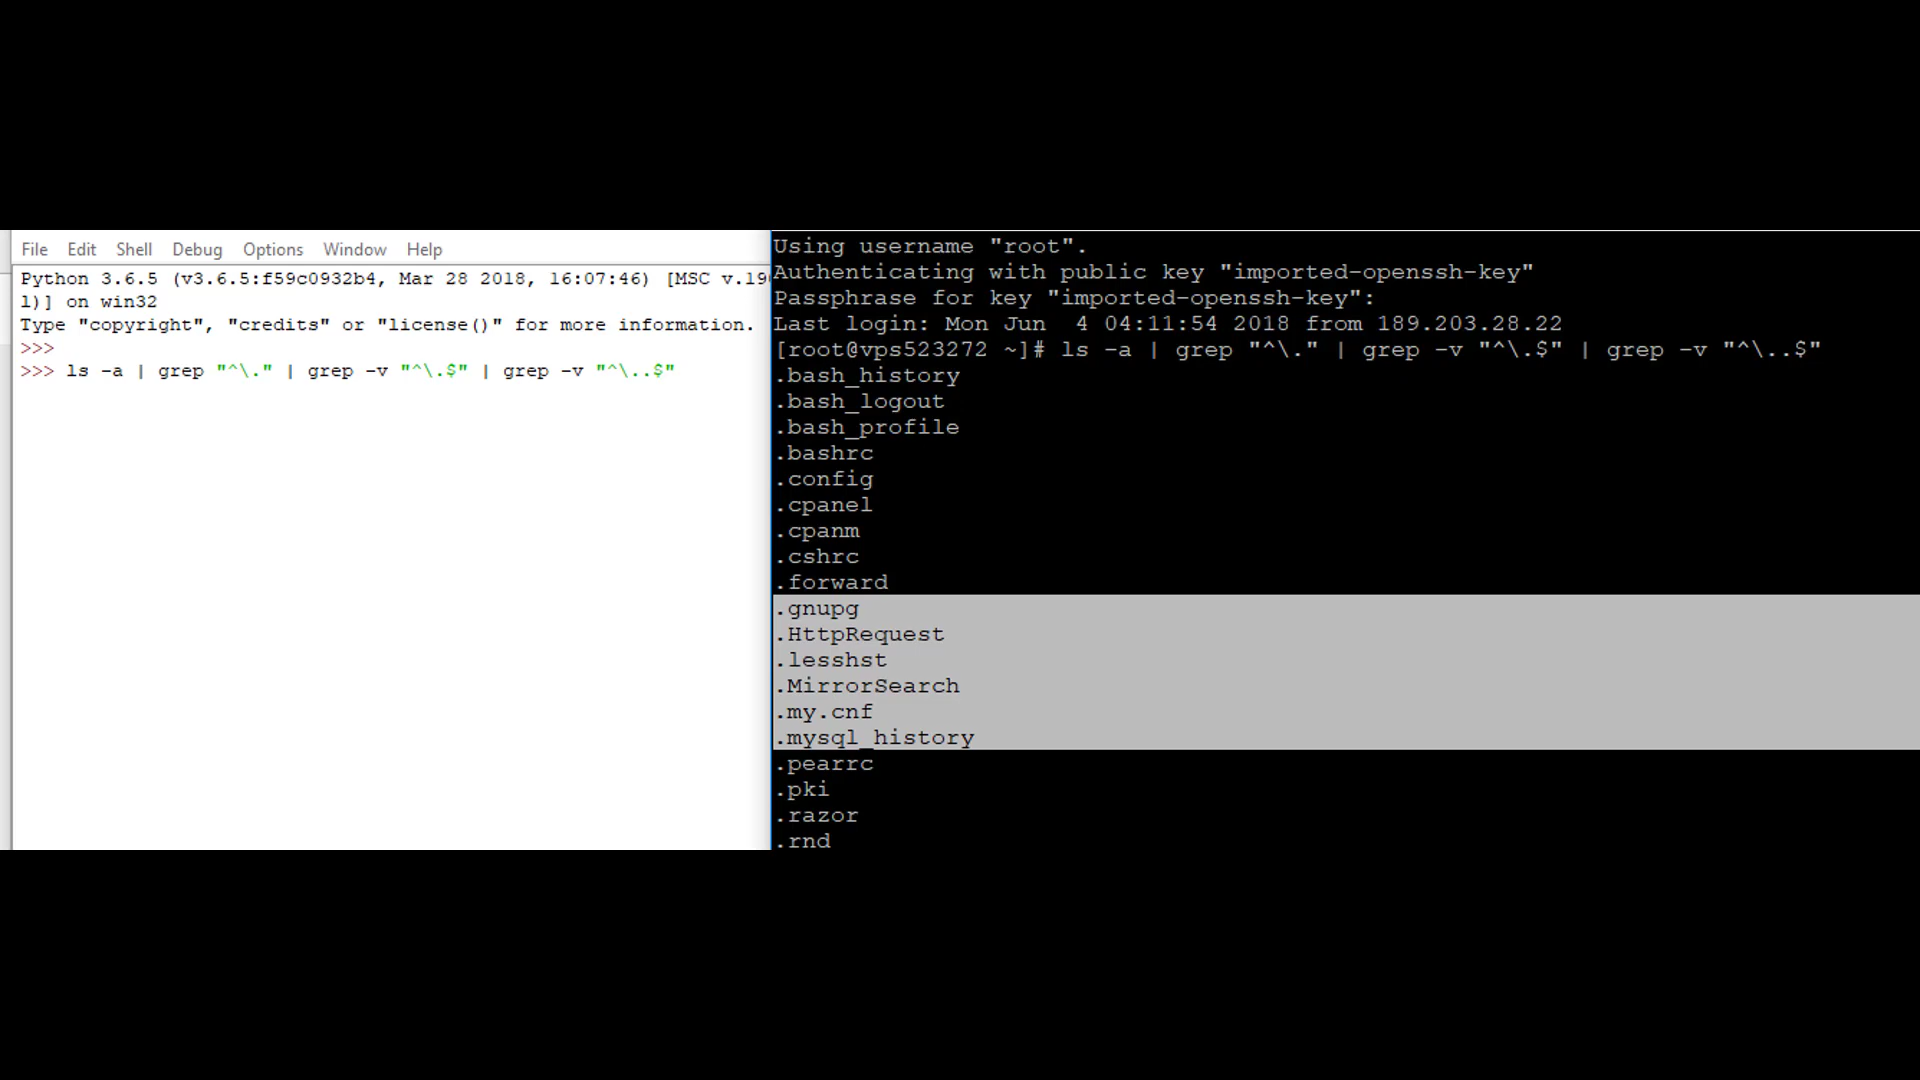 File Edit Shell Debug Options Window Help
Python 3.6.5 (v3.6.5:f59c0932b4, Mar 28 2018, 16:07:46) [MSC v.19
l)] on win32
Type "copyright", "credits" or "license()" for more information.
>>>
>>> ls -a | grep "^\." | grep -v "^\.$" | grep -v "^\..$"
Using username "root".
Authenticating with public key "imported-openssh-key"
Passphrase for key "imported-openssh-key":
Last login: Mon Jun  4 04:11:54 2018 from 189.203.28.22
[root@vps523272 ~]# ls -a | grep "^\." | grep -v "^\.$" | grep -v "^\..$"
.bash_history
.bash_logout
.bash_profile
.bashrc
.config
.cpanel
.cpanm
.cshrc
.forward
.gnupg
.HttpRequest
.lesshst
.MirrorSearch
.my.cnf
.mysql_history
.pearrc
.pki
.razor
.rnd